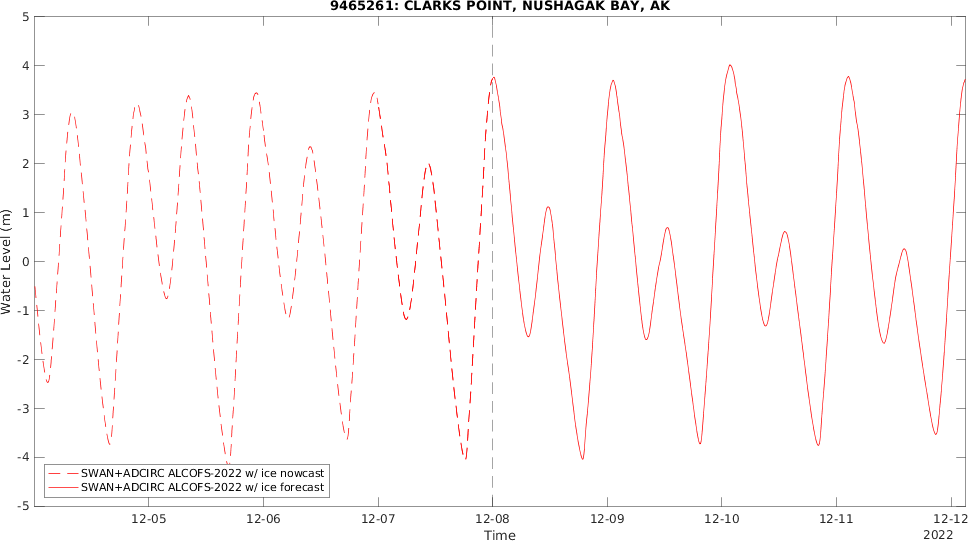 9465261: CLARKS POINT, NUSHAGAK BAY, AK
5
4
3
2
1
0
-1
-2
-3
-4
-5
Water Level (m)
SWAN+ADCIRC ALCOFS-2022 w/ ice nowcast
SWAN+ADCIRC ALCOFS-2022 w/ ice forecast
12-05 12-06 12-07 12-08 12-09 12-10 12-11 12-12
Time
2022